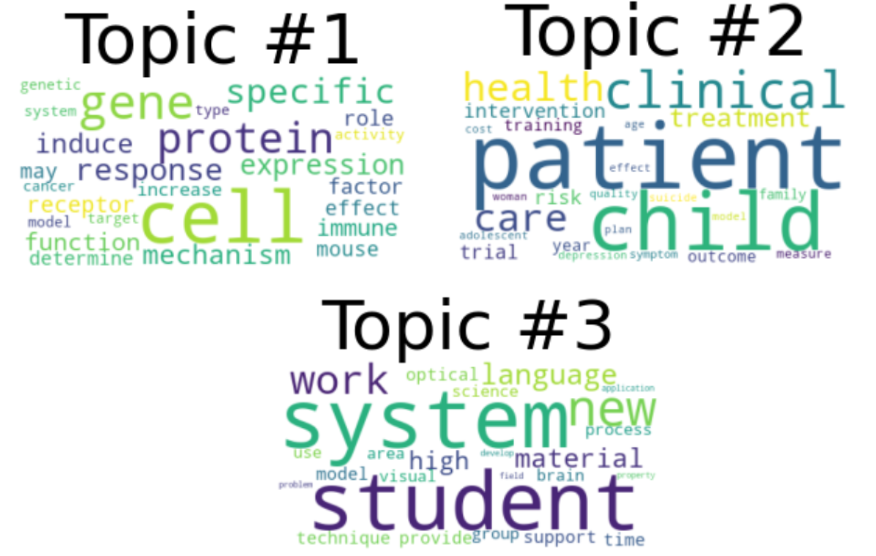 Topic #1
genetic
gene specific
system type role
induce protein activity
may response expression
cancer increase factor
receptor cell effect
model target immune
function mouse
determine mechanism
Topic #2
health clinical
intervention treatment
cost training age
patient
effect
woman risk quality suicide family
care child model
adolescent plan
trial year outcome measure
depression symptom
Topic #3
work optical language
science application
system new
process
use area high develop material
model visual field brain property
problem student
technique provide group support time